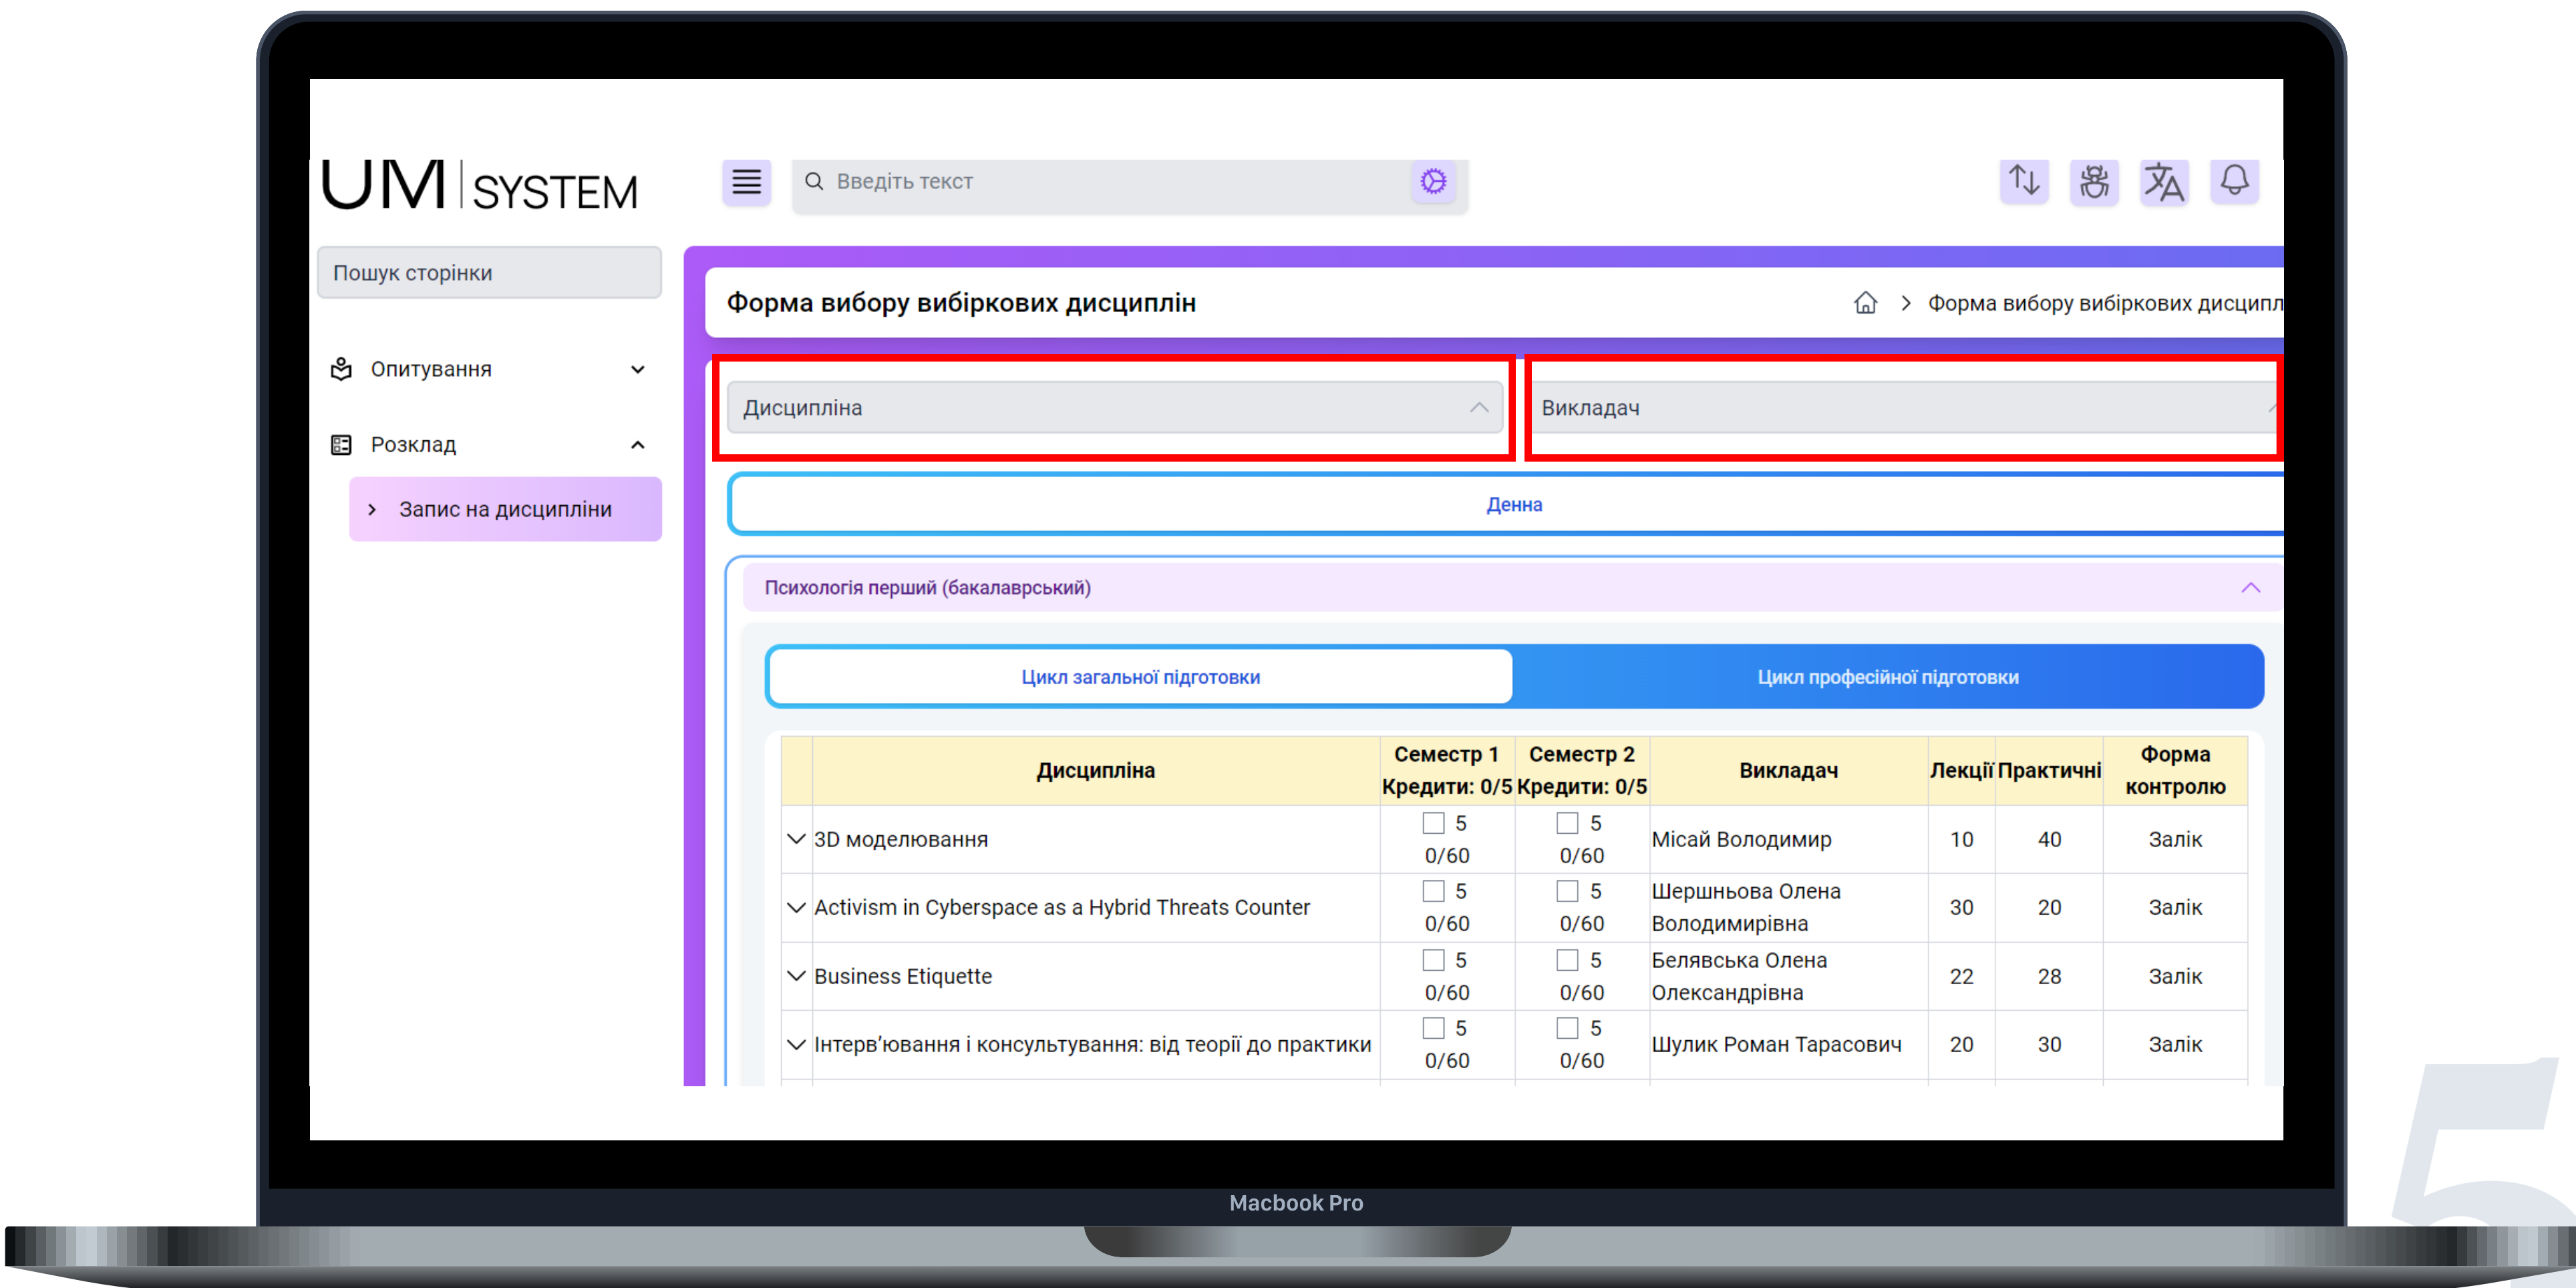 UM SYSTEM
Введіть текст
Пошук сторінки
Форма вибору вибіркових дисциплін
Форма вибору вибіркових дисципл
Опитування
Розклад
Запис на дисципліни
Дисципліна
Викладач
Денна
Психологія перший (бакалаврський)
Цикл загальної підготовки
Цикл професійної підготовки
Дисципліна
Семестр 1
Кредити: 0/5
Семестр 2
Кредити: 0/5
Викладач
Лекції
Практичні
Форма
контролю
3D моделювання
5
0/60
5
0/60
Місай Володимир
10
40
Залік
Activism in Cyberspace as a Hybrid Threats Counter
5
0/60
5
0/60
Шершньова Олена
Володимирівна
30
20
Залік
Business Etiquette
5
0/60
5
0/60
Белявська Олена
Олександрівна
22
28
Залік
Інтерв’ювання і консультування: від теорії до практики
5
0/60
5
0/60
Шулик Роман Тарасович
20
30
Залік
Macbook Pro
5